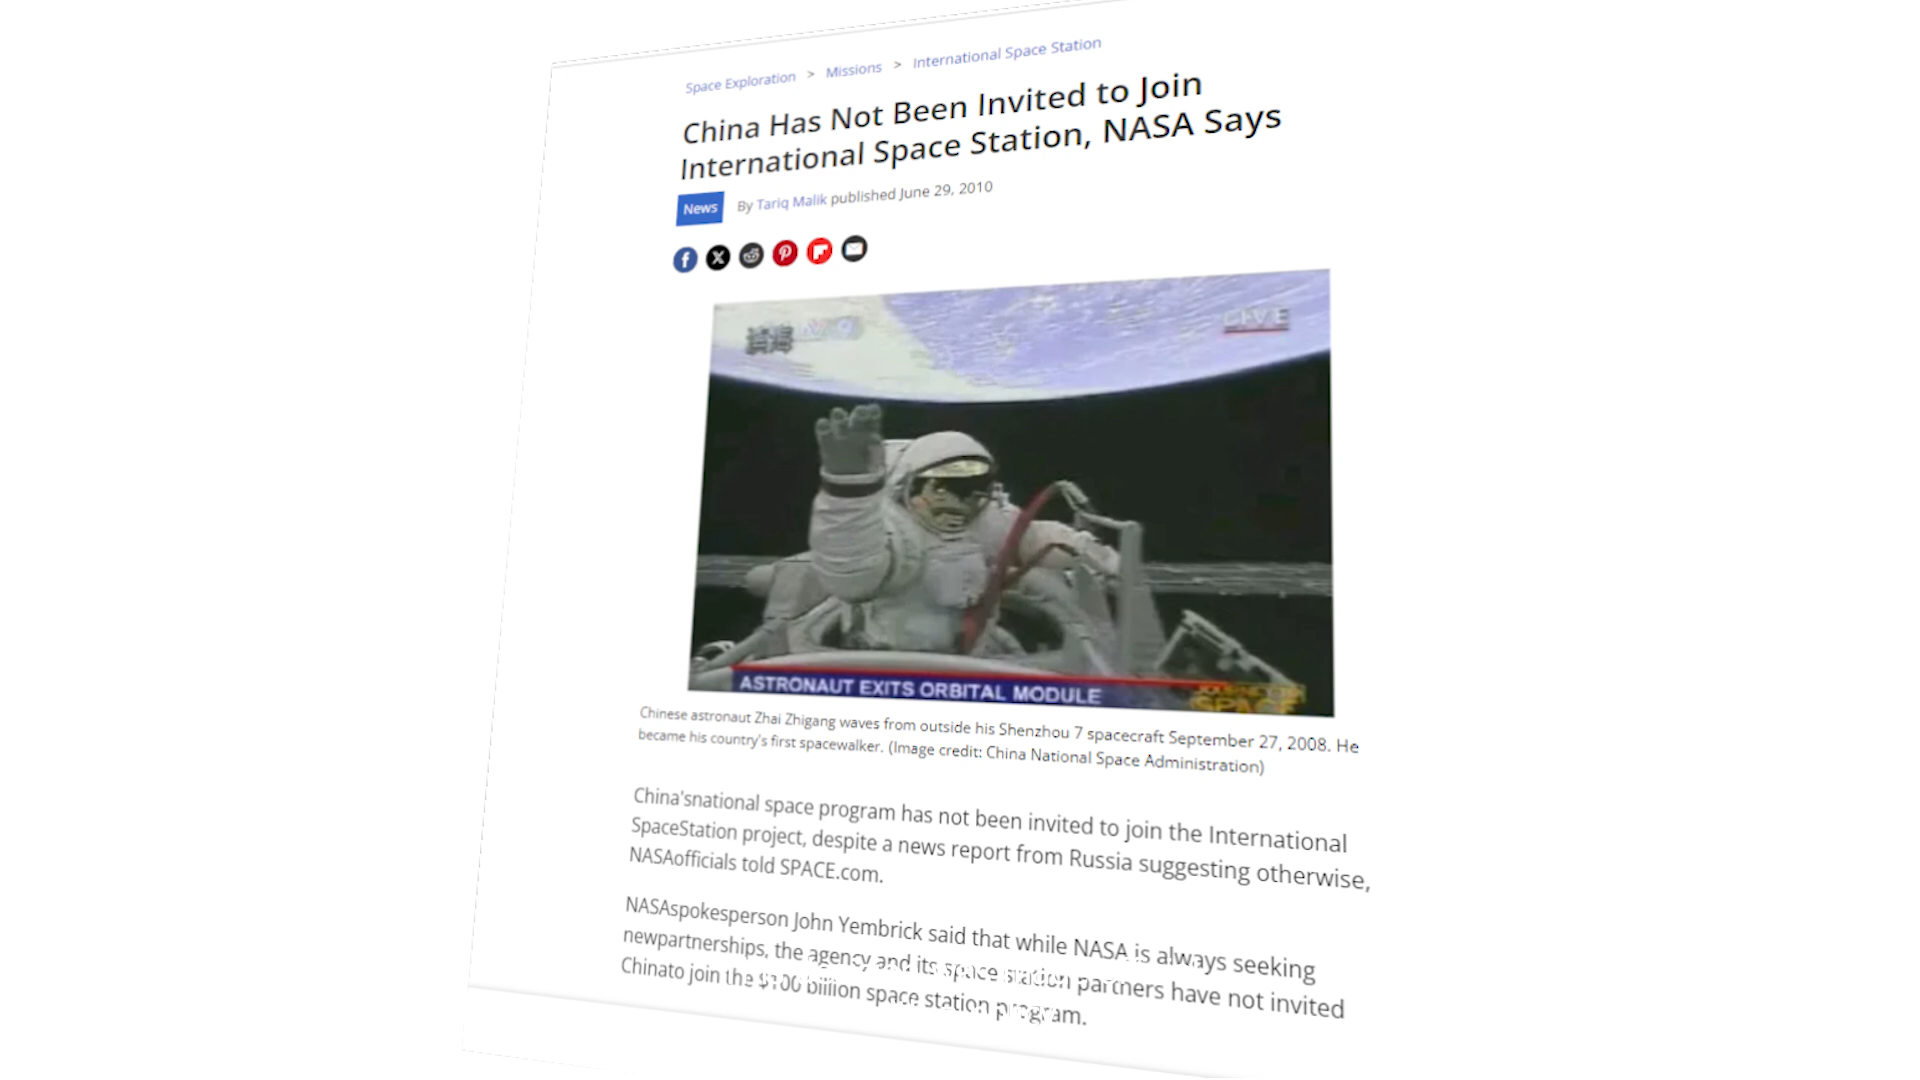 Space Exploration > Missions > International Space Station
China Has Not Been Invited to Join
International Space Station, NASA Says
News By Tariq Malik published June 29, 2010
LIVE
ASTRONAUT EXITS ORBITAL MODULE
SPACE
Chinese astronaut Zhai Zhigang waves from outside his Shenzhou 7 spacecraft September 27, 2008. He
became his country's first spacewalker. (Image credit: China National Space Administration)
China'snational space program has not been invited to join the International
SpaceStation project, despite a news report from Russia suggesting otherwise,
NASAofficials told SPACE.com.
NASAspokesperson John Yembrick said that while NASA is always seeking
newpartnerships, the agency and its space station partners have not invited
Chinato join the $100 billion space station program.